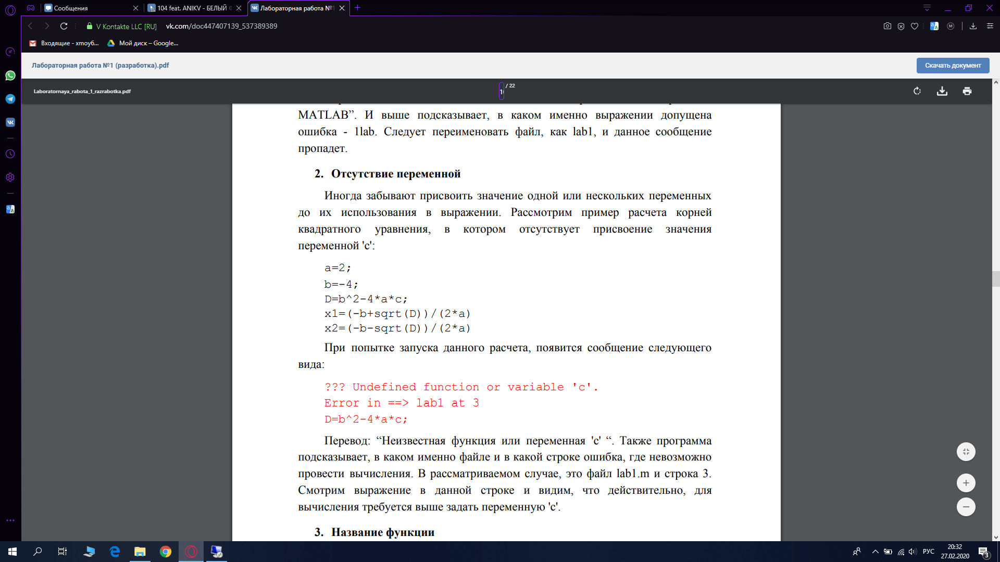 Сообщения
104 feat. ANIKV - БЕЛЫЙ
Лабораторная работа №1
V Kontakte LLC [RU]
vk.com/doc447407139_537389389
Входящие - xmoy6...
Мой диск – Google...
Лабораторная работа №1 (разработка).pdf
Скачать документ
Laboratornaya_rabota_1_razrabotka.pdf
/ 22
MATLAB”. И выше подсказывает, в каком именно выражении допущена
ошибка - 1lab. Следует переименовать файл, как lab1, и данное сообщение
пропадет.
2. Отсутствие переменной
Иногда забывают присвоить значение одной или нескольких переменных
до их использования в выражении. Рассмотрим пример расчета корней
квадратного уравнения, в котором отсутствует присвоение значения
переменной 'c':
a=2;
b=-4;
D=b^2-4*a*c;
x1=(-b+sqrt(D))/(2*a)
x2=(-b-sqrt(D))/(2*a)
При попытке запуска данного расчета, появится сообщение следующего
вида:
??? Undefined function or variable 'c'.
Error in ==> lab1 at 3
D=b^2-4*a*c;
Перевод: “Неизвестная функция или переменная 'c' “. Также программа
подсказывает, в каком именно файле и в какой строке ошибка, где невозможно
провести вычисления. В рассматриваемом случае, это файл lab1.m и строка 3.
Смотрим выражение в данной строке и видим, что действительно, для
вычисления требуется выше задать переменную 'c'.
3. Название функции
РУС
20:32
27.02.2020
3